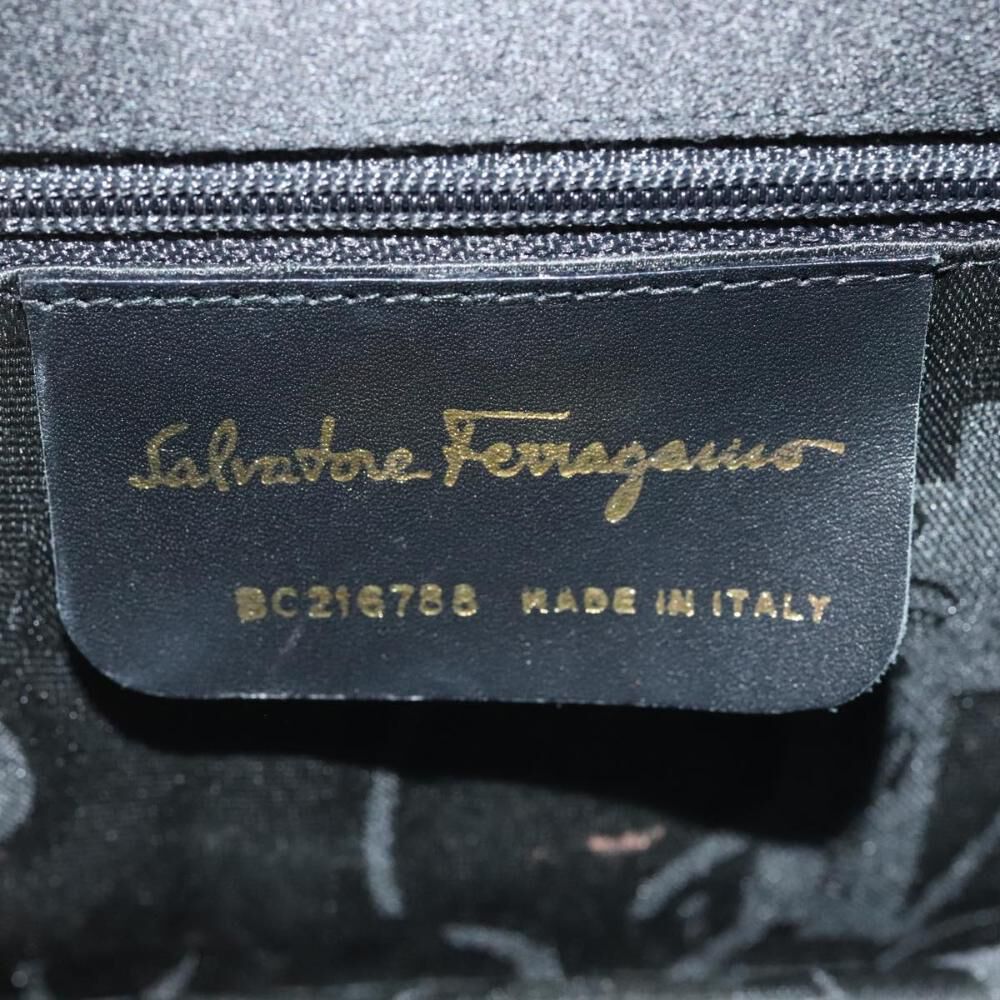 Salvatore Ferragamo
BC216788 MADE IN ITALY